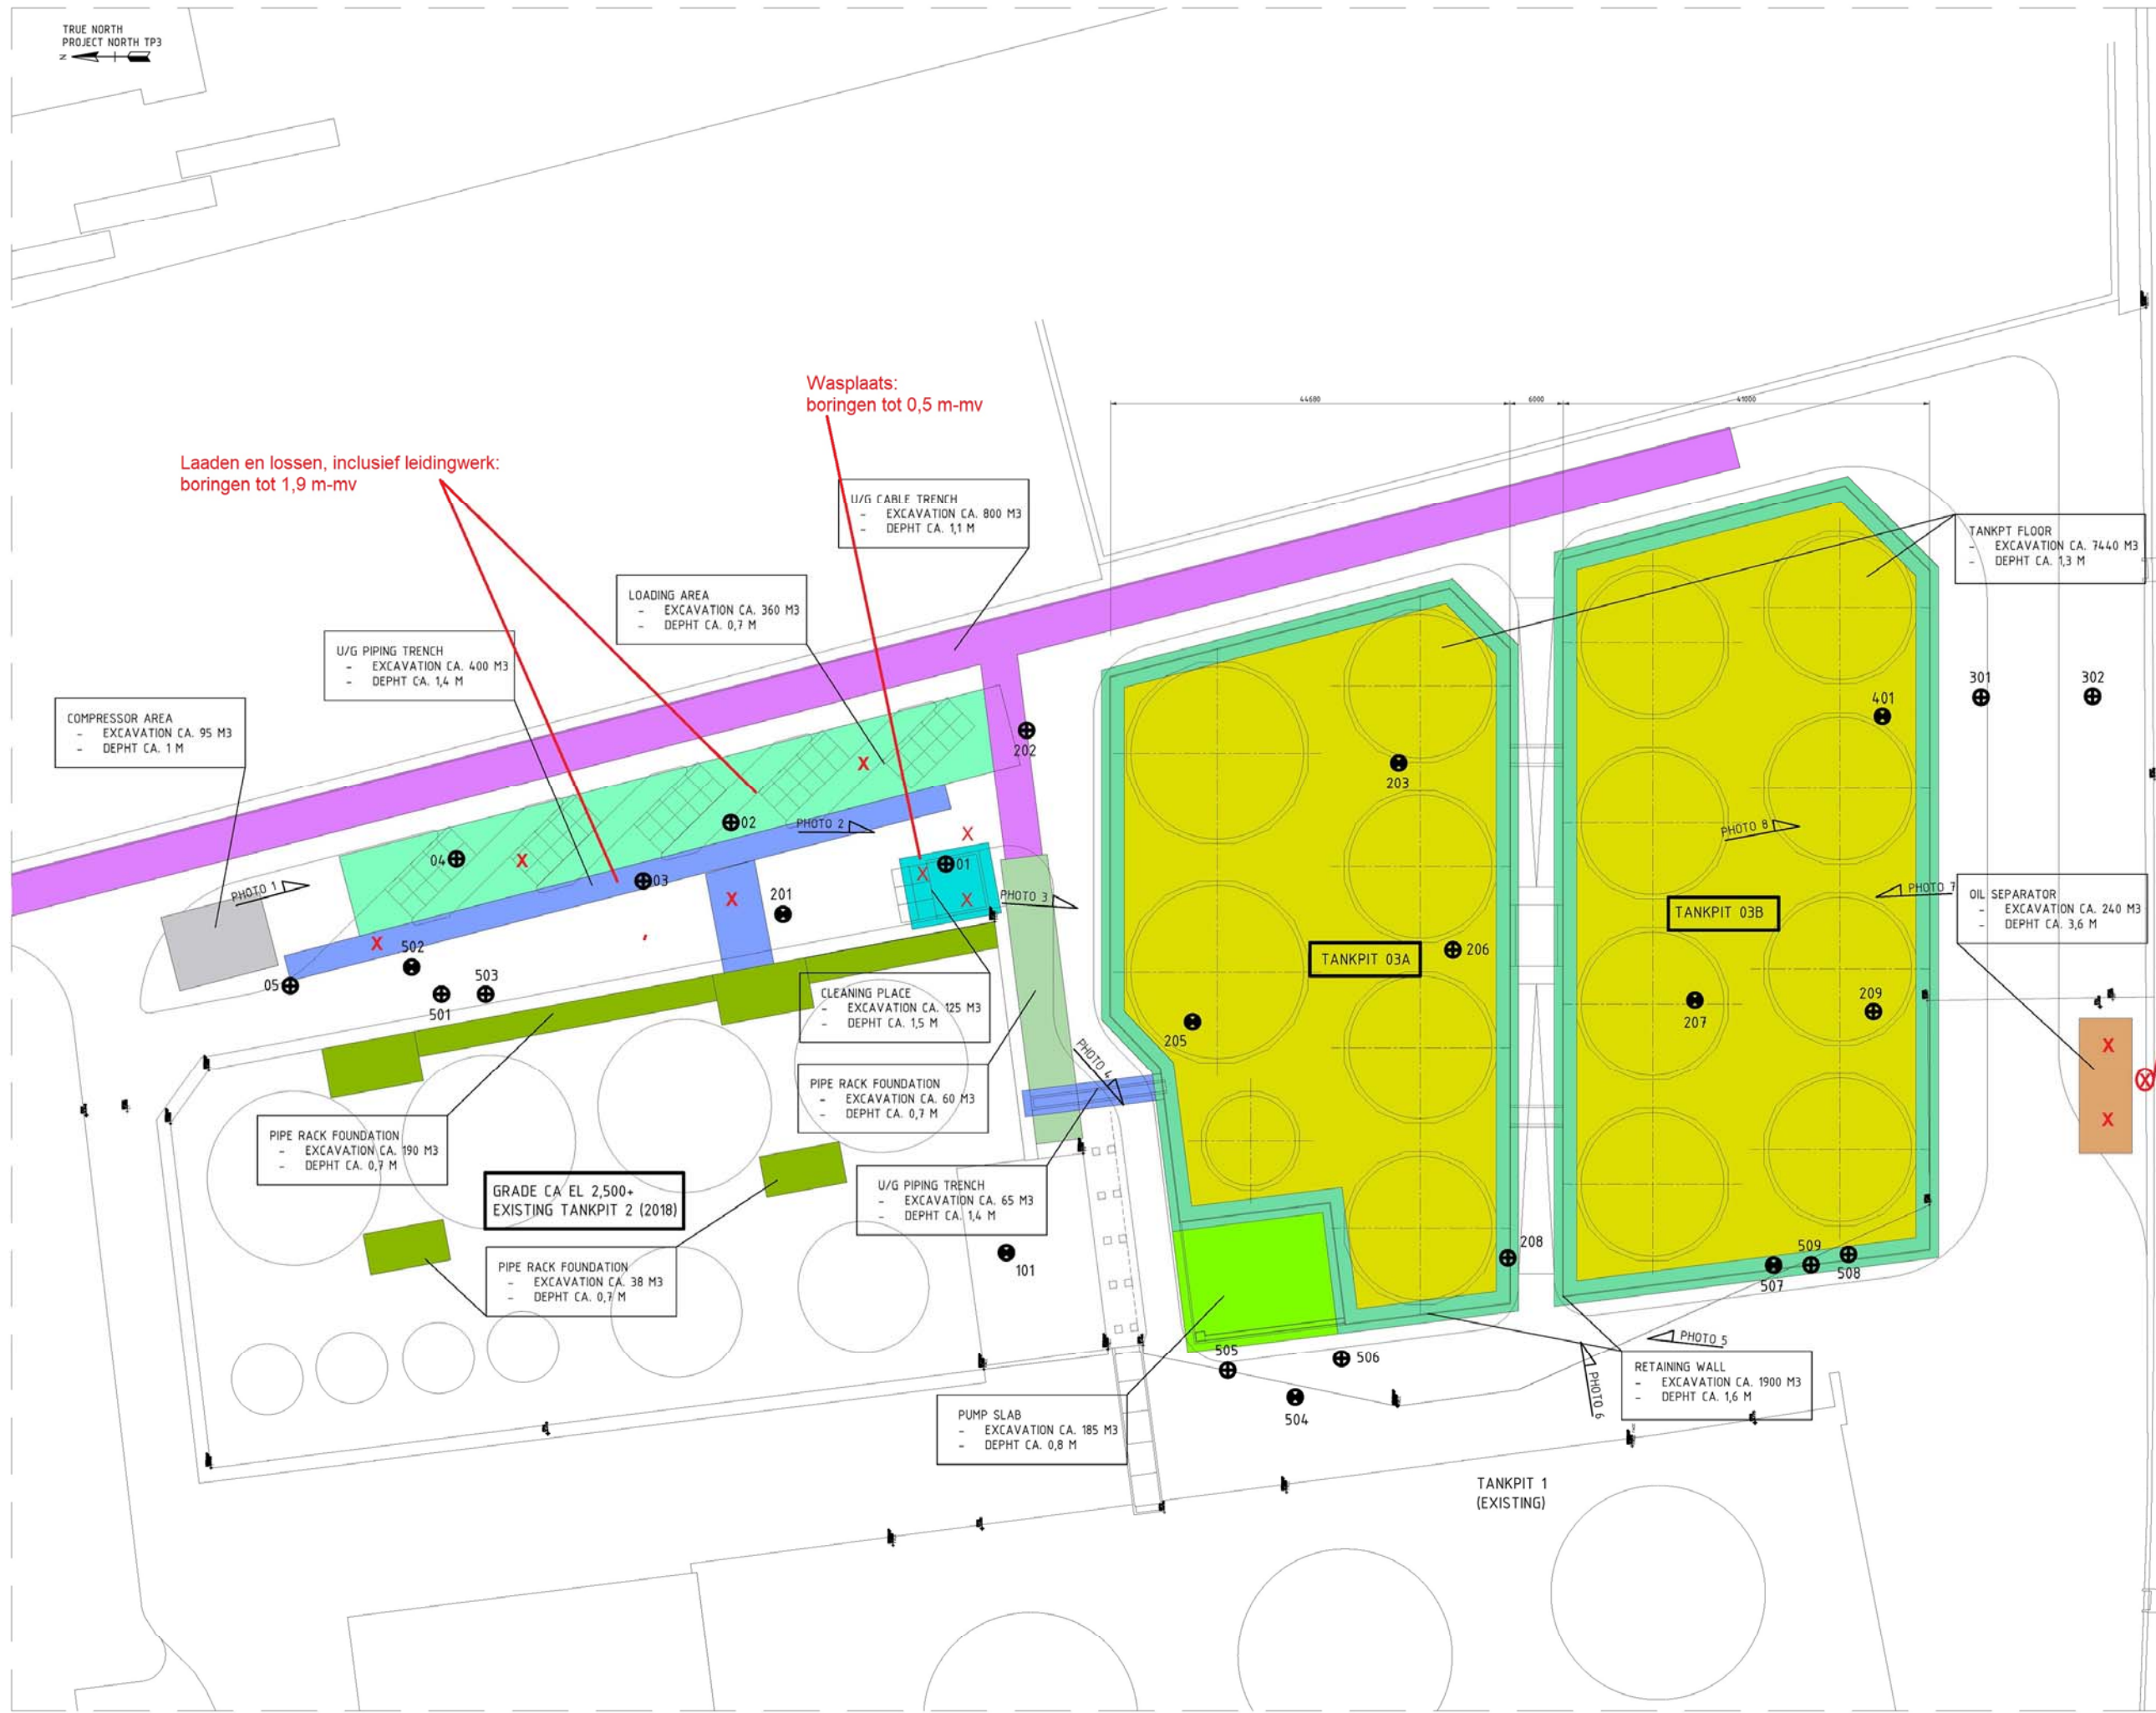 TRUE NORTH
PROJECT NORTH TP3
N
Wasplaats:
boringen tot 0,5 m-mv
44680
6000
41000
Laaden en lossen, inclusief leidingwerk:
boringen tot 1,9 m-mv
U/G CABLE TRENCH
- EXCAVATION CA. 800 M3
- DEPHT CA. 1,1 M
TANKPT FLOOR
- EXCAVATION CA. 7440 M3
- DEPHT CA. 1,3 M
LOADING AREA
- EXCAVATION CA. 360 M3
- DEPHT CA. 0,7 M
U/G PIPING TRENCH
- EXCAVATION CA. 400 M3
- DEPHT CA. 1,4 M
COMPRESSOR AREA
- EXCAVATION CA. 95 M3
- DEPHT CA. 1 M
301
302
401
202
X
203
02
PHOTO 2
X
PHOTO 8
04
X
01
03
X
PHOTO 1
X
201
X
PHOTO 3
PHOTO 7
OIL SEPARATOR
- EXCAVATION CA. 240 M3
- DEPHT CA. 3,6 M
TANKPIT 03B
X
502
206
TANKPIT 03A
05
503
501
CLEANING PLACE
- EXCAVATION CA. 125 M3
- DEPHT CA. 1,5 M
209
207
205
X
PHOTO 4
X
X
PIPE RACK FOUNDATION
- EXCAVATION CA. 60 M3
- DEPHT CA. 0,7 M
PIPE RACK FOUNDATION
- EXCAVATION CA. 190 M3
- DEPHT CA. 0,7 M
GRADE CA EL 2,500+
EXISTING TANKPIT 2 (2018)
U/G PIPING TRENCH
- EXCAVATION CA. 65 M3
- DEPHT CA. 1,4 M
208
509
101
508
507
PIPE RACK FOUNDATION
- EXCAVATION CA. 38 M3
- DEPHT CA. 0,7 M
PHOTO 5
505
506
PHOTO 6
RETAINING WALL
- EXCAVATION CA. 1900 M3
- DEPHT CA. 1,6 M
504
PUMP SLAB
- EXCAVATION CA. 185 M3
- DEPHT CA. 0,8 M
TANKPIT 1
(EXISTING)